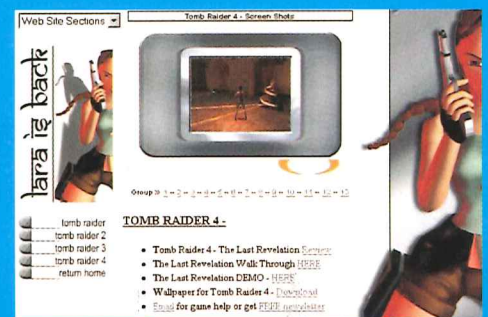 Web Site Sections
Tomb Raider 4 - Screen Shots
lara is back
Group » 1 -- 2 -- 3 -- 4 -- 5 -- 6 -- 7 -- 8 -- 9 -- 10 -- 11 -- 12 -- 13
tomb raider
tomb raider 2
tomb raider 3
tomb raider 4
return home
TOMB RAIDER 4 -
• Tomb Raider 4 - The Last Revelation Review
• The Last Revelation Walk Through HERE
• The Last Revelation DEMO - HERE
• Wallpaper for Tomb Raider 4 - Download
• Email for game help or get FREE newsletter